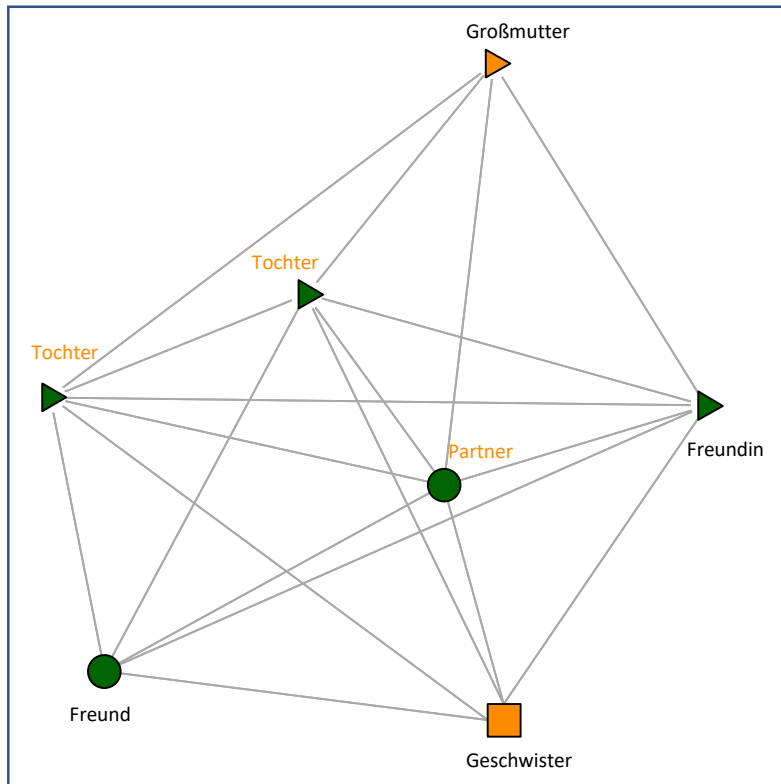 Großmutter
Tochter
Tochter
Partner
Freundin
Freund
Geschwister